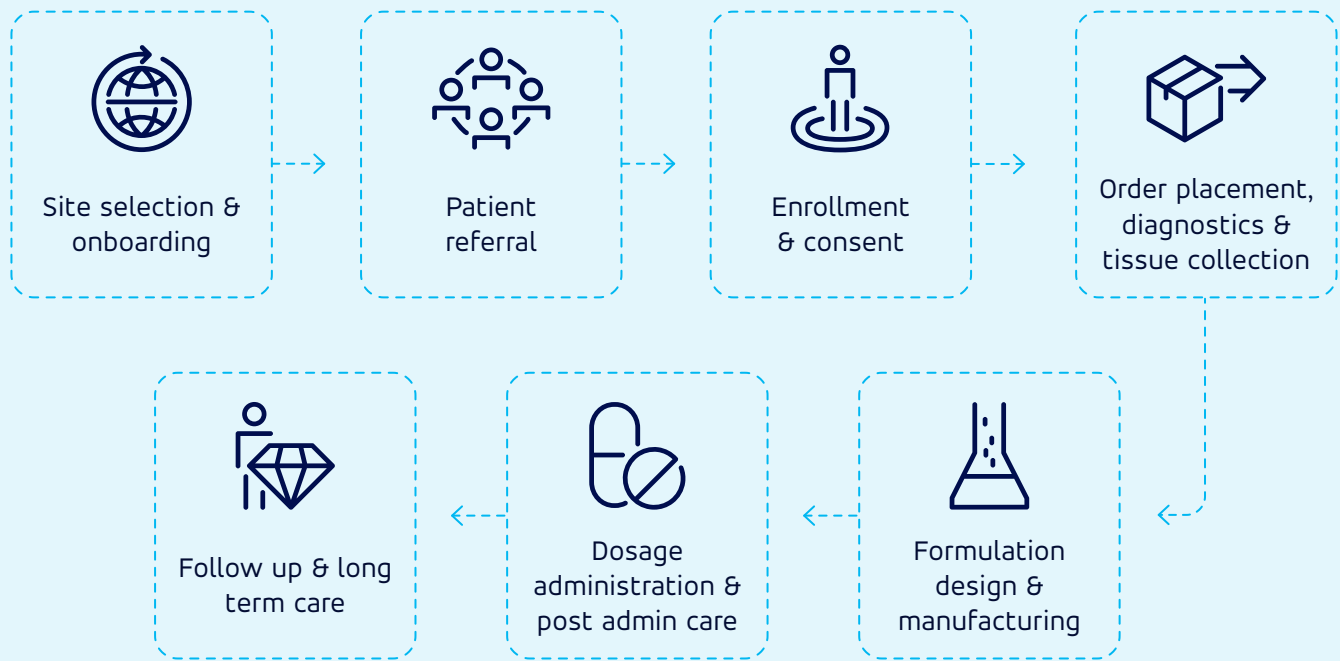 Site selection &
onboarding
Patient
referral
Enrollment
& consent
Order placement,
diagnostics &
tissue collection
Formulation
design &
manufacturing
Dosage
administration &
post admin care
Follow up & long
term care